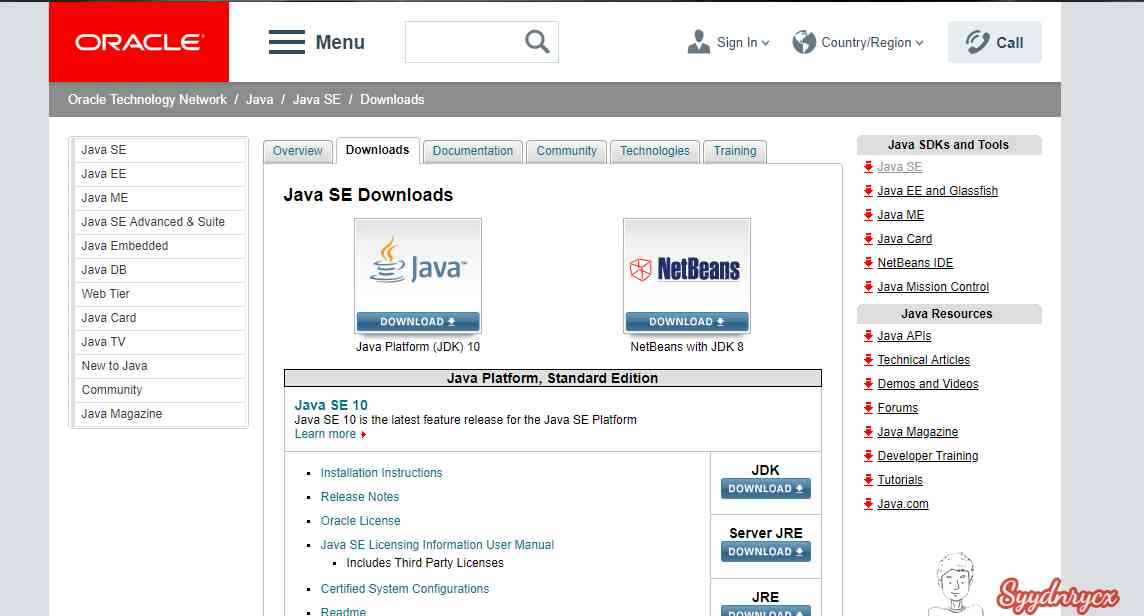 ORACLE
Menu
Sign In
Country/Region
Call
Oracle Technology Network / Java / Java SE / Downloads
Java SE
Java EE
Java ME
Java SE Advanced & Suite
Java Embedded
Java DB
Web Tier
Java Card
Java TV
New to Java
Community
Java Magazine
Overview
Downloads
Documentation
Community
Technologies
Training
Java SE Downloads
Java™
DOWNLOAD
Java Platform (JDK) 10
NetBeans
DOWNLOAD
NetBeans with JDK 8
Java Platform, Standard Edition
Java SE 10
Java SE 10 is the latest feature release for the Java SE Platform
Learn more
Installation Instructions
Release Notes
Oracle License
Java SE Licensing Information User Manual
Includes Third Party Licenses
Certified System Configurations
Readme
JDK
DOWNLOAD
Server JRE
DOWNLOAD
JRE
DOWNLOAD
Java SDKs and Tools
Java SE
Java EE and Glassfish
Java ME
Java Card
NetBeans IDE
Java Mission Control
Java Resources
Java APIs
Technical Articles
Demos and Videos
Forums
Java Magazine
Developer Training
Tutorials
Java.com
Syydnrycx